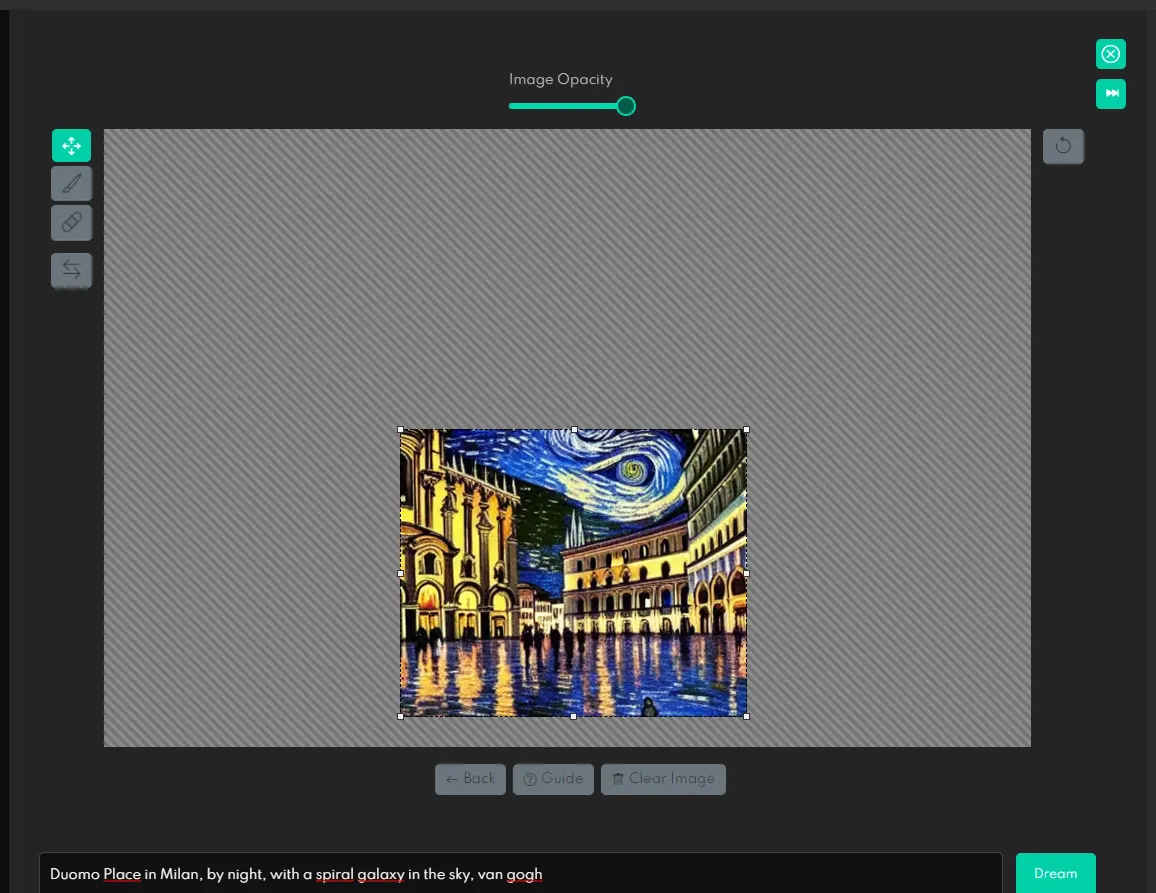 Image Opacity
← Back
Guide
Clear Image
Duomo Place in Milan, by night, with a spiral galaxy in the sky, van gogh
Dream